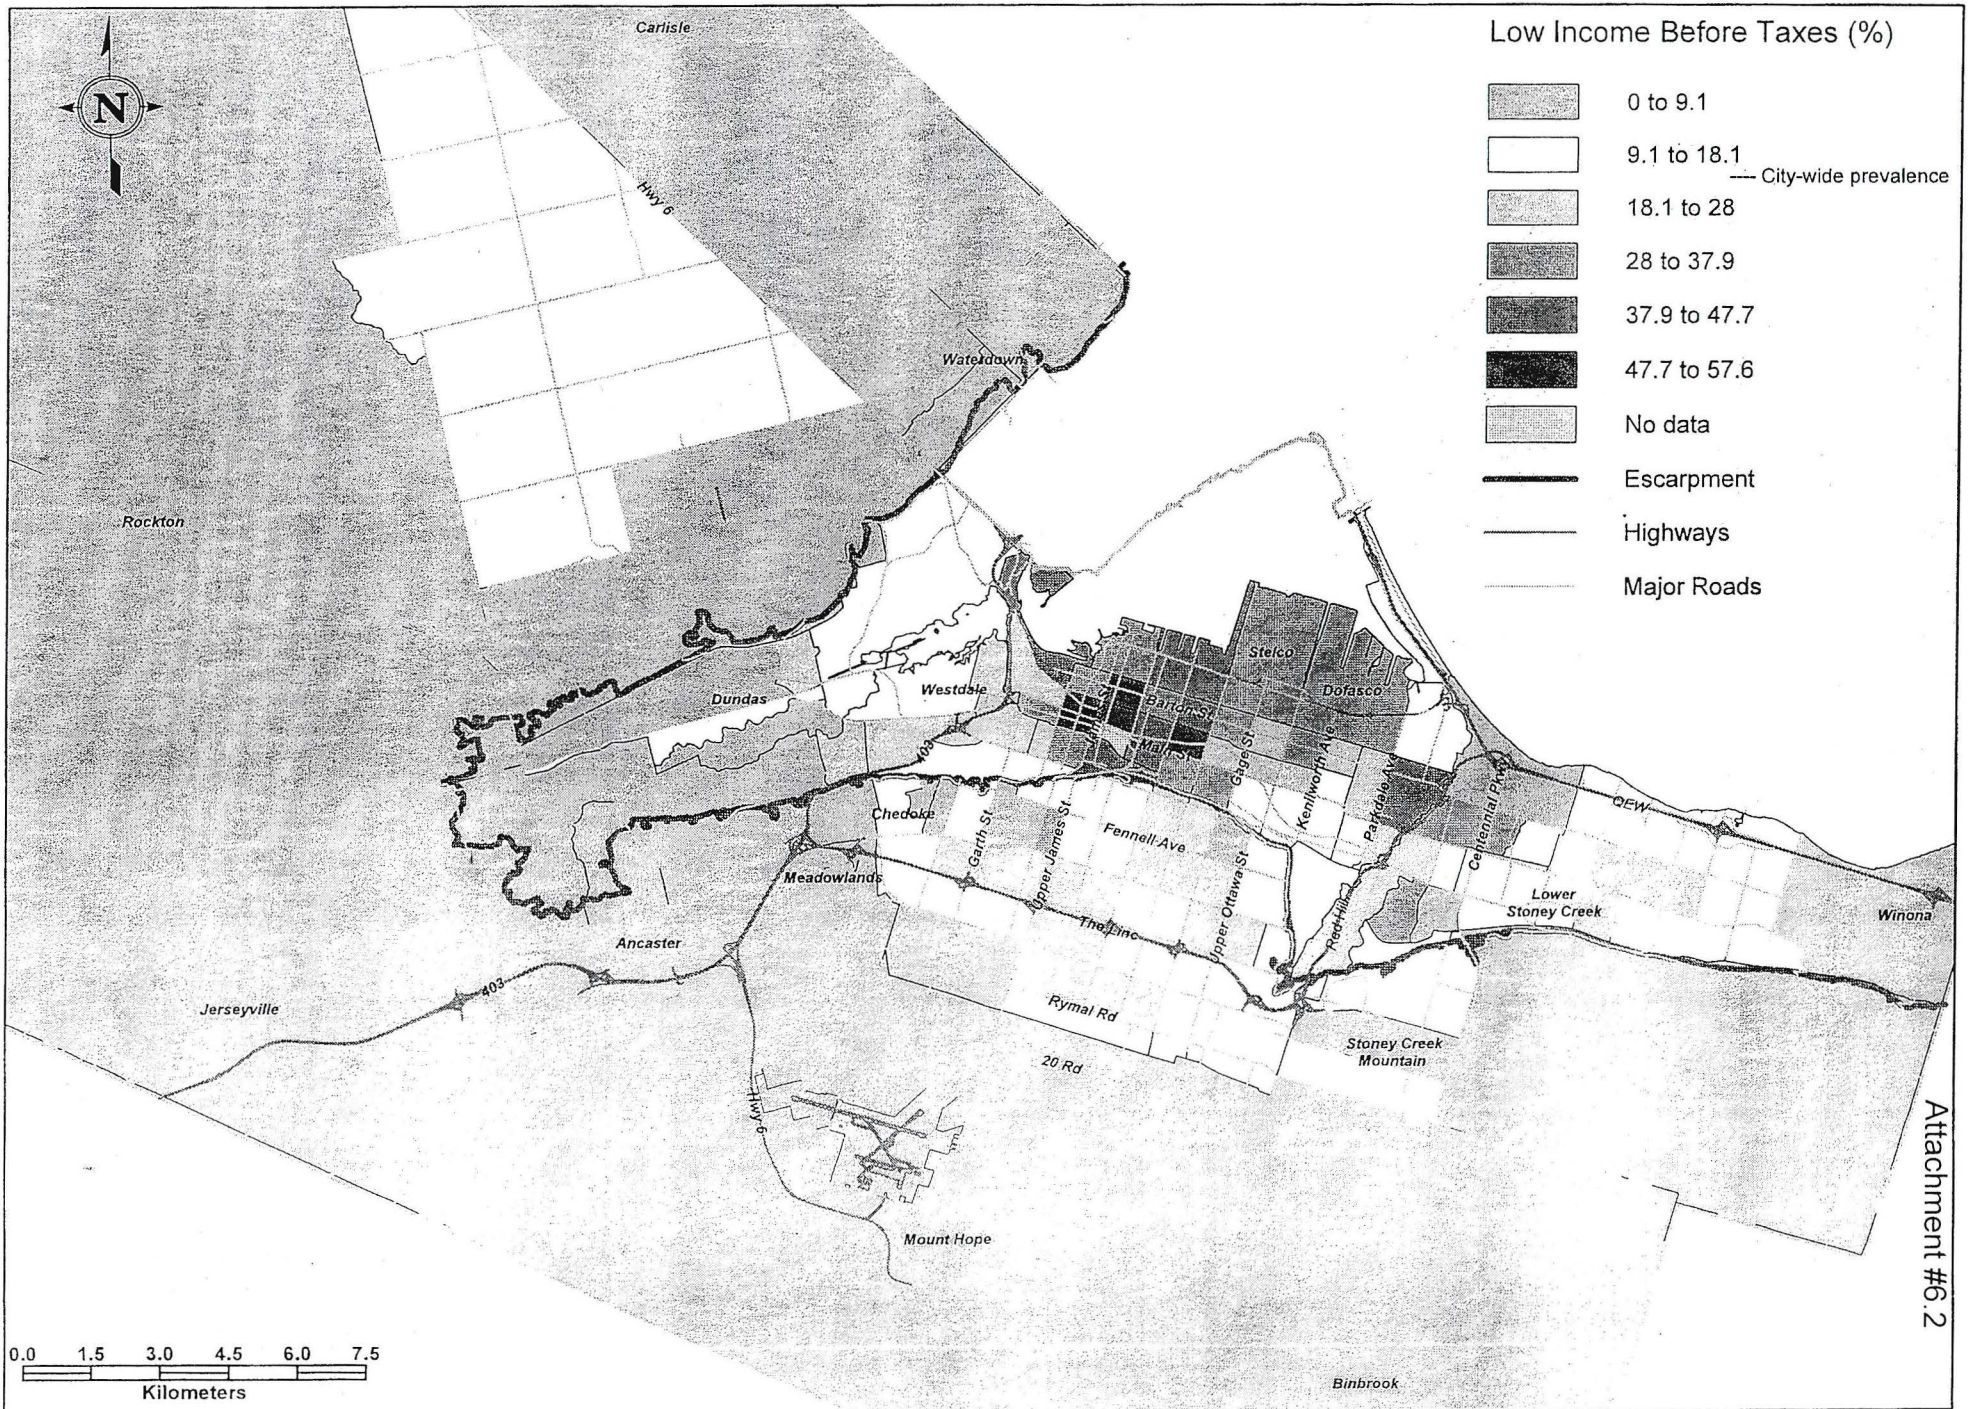 Low Income Before Taxes (%)
0 to 9.1
9.1 to 18.1
---- City-wide prevalence
18.1 to 28
28 to 37.9
37.9 to 47.7
47.7 to 57.6
No data
Escarpment
Highways
Major Roads
N
Carlisle
Hwy 6
Waterdown
Rockton
Stelco
Dofasco
Dundas
Westdale
James St
Barton St
Main St
Gage St
Kenilworth Ave
Parkdale Ave
Centennial Pkwy
QEW
403
Chedoke
Garth St
Upper James St
Fennell Ave
Upper Ottawa St
Red Hill
Meadowlands
The Linc
Lower
Stoney Creek
Winona
Ancaster
Jerseyville
403
Rymal Rd
20 Rd
Stoney Creek
Mountain
Hwy 6
Mount Hope
Binbrook
Attachment #6.2
0.0 1.5 3.0 4.5 6.0 7.5
Kilometers